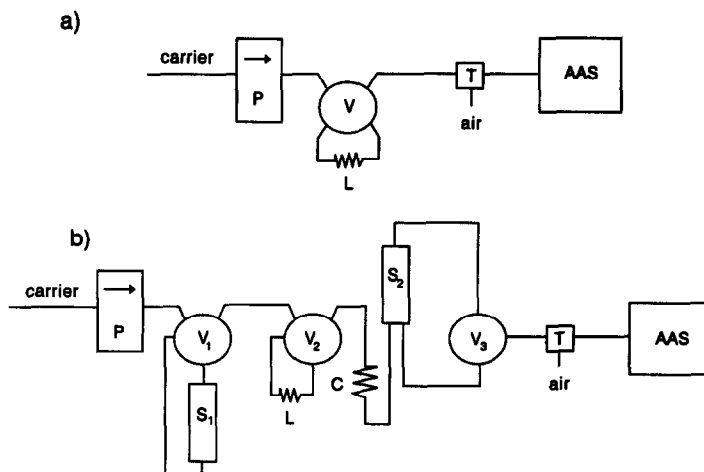 a)
carrier
P
V
L
T
air
AAS
b)
carrier
P
V₁
S₁
V₂
L
C
S₂
V₃
T
air
AAS